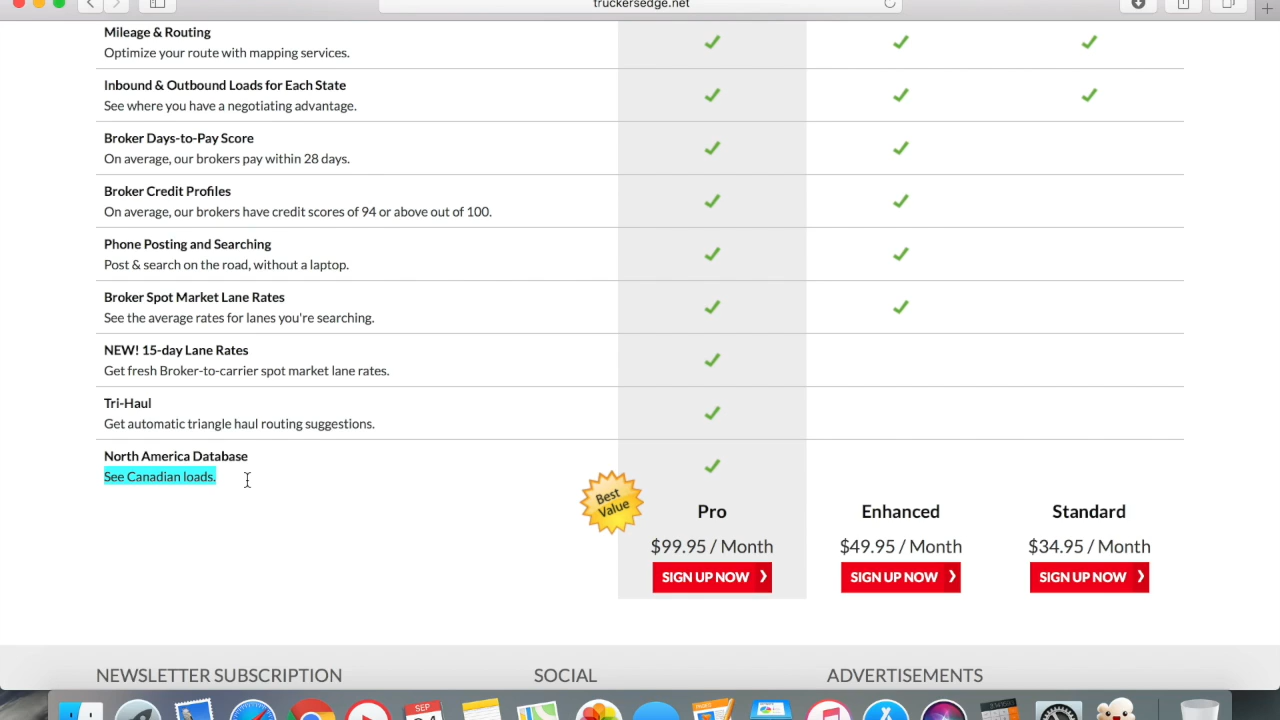 truckersedge.net
Mileage & Routing
Optimize your route with mapping services.
Inbound & Outbound Loads for Each State
See where you have a negotiating advantage.
Broker Days-to-Pay Score
On average, our brokers pay within 28 days.
Broker Credit Profiles
On average, our brokers have credit scores of 94 or above out of 100.
Phone Posting and Searching
Post & search on the road, without a laptop.
Broker Spot Market Lane Rates
See the average rates for lanes you're searching.
NEW! 15-day Lane Rates
Get fresh Broker-to-carrier spot market lane rates.
Tri-Haul
Get automatic triangle haul routing suggestions.
North America Database
See Canadian loads.
Best
Value
Pro Enhanced Standard
$99.95 / Month $49.95 / Month $34.95 / Month
SIGN UP NOW SIGN UP NOW SIGN UP NOW
NEWSLETTER SUBSCRIPTION SOCIAL ADVERTISEMENTS
SEP